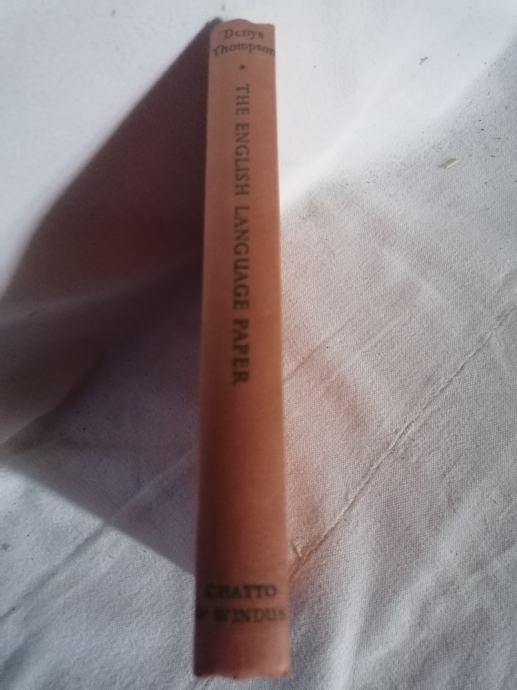 Denys
Thompson
•
THE ENGLISH LANGUAGE PAPER
CHATTO
& WINDUS